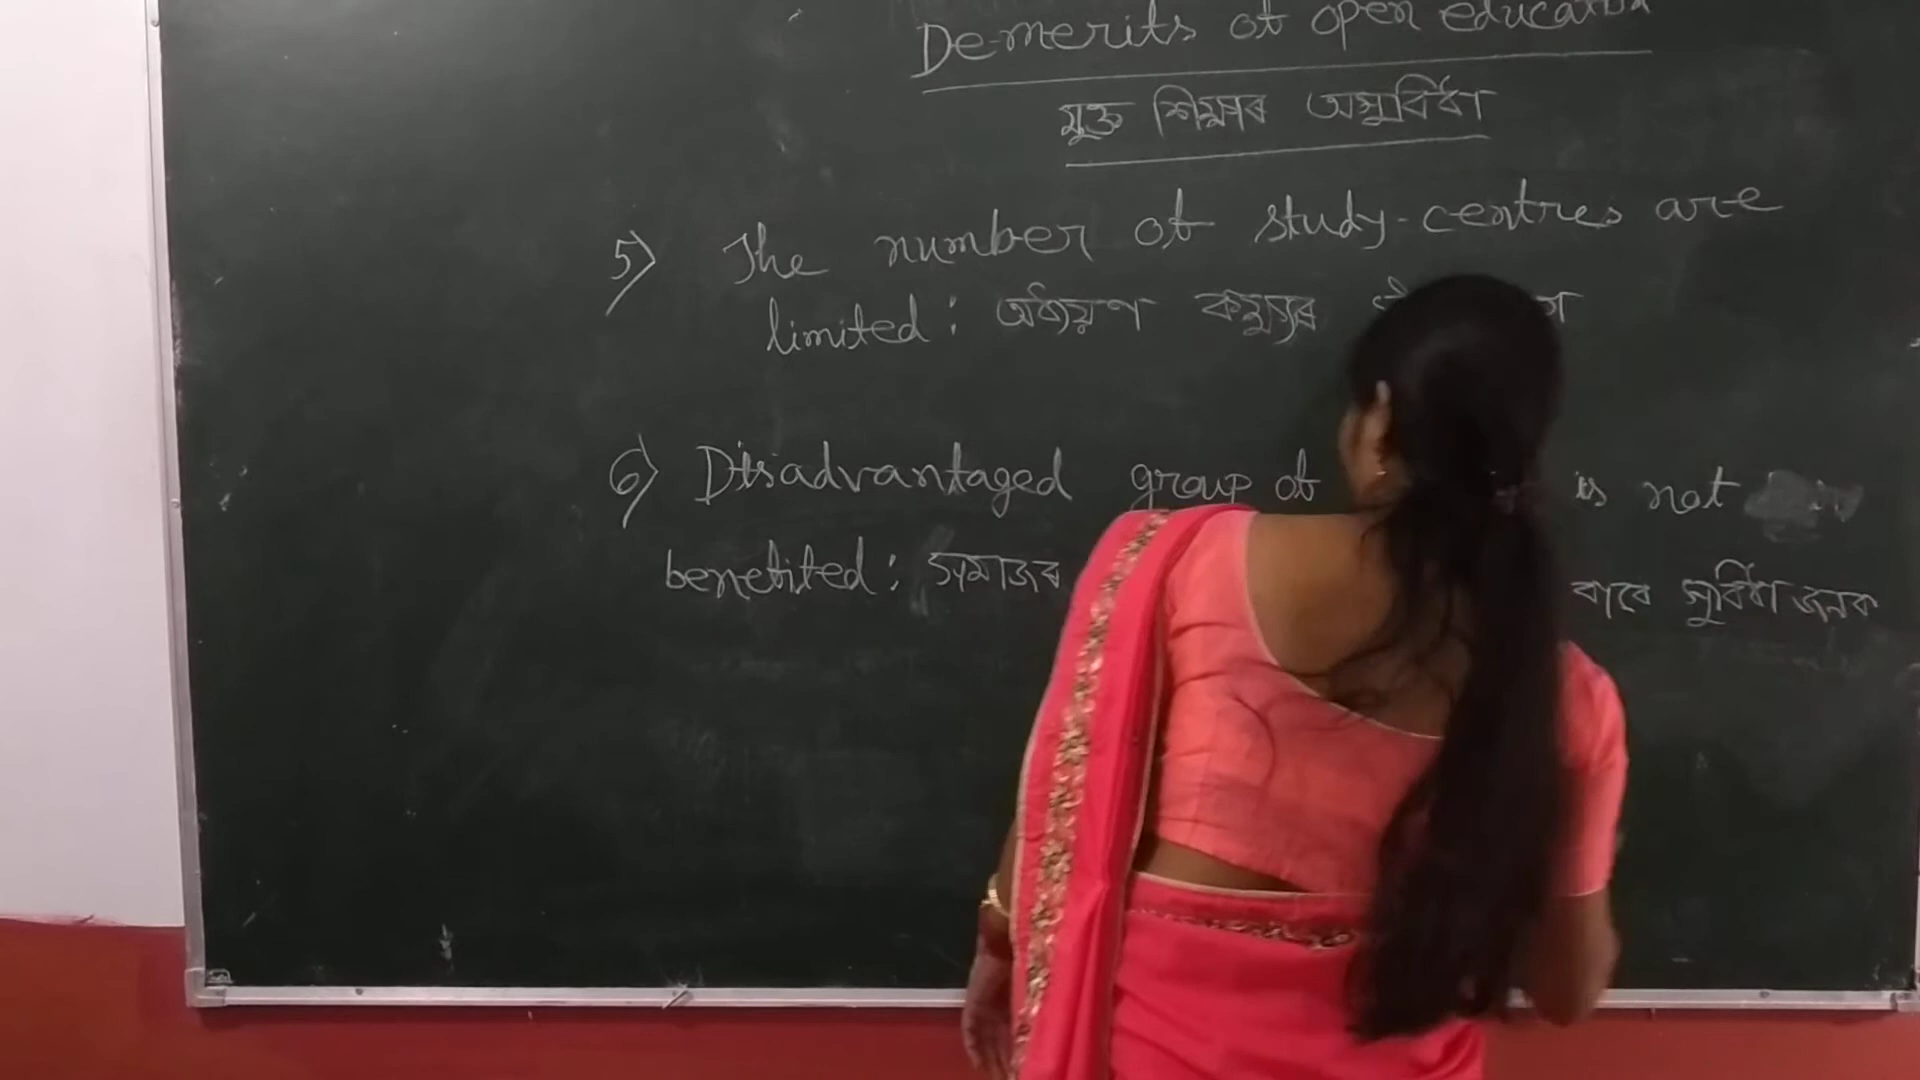 De-merits of open education
মুক্ত শিক্ষাৰ অসুবিধা
5) The number of study-centres are
limited: অধ্যয়ণ
6) Disadvantaged group of is not
benefited: সমাজৰ বাবে সুবিধাজনক